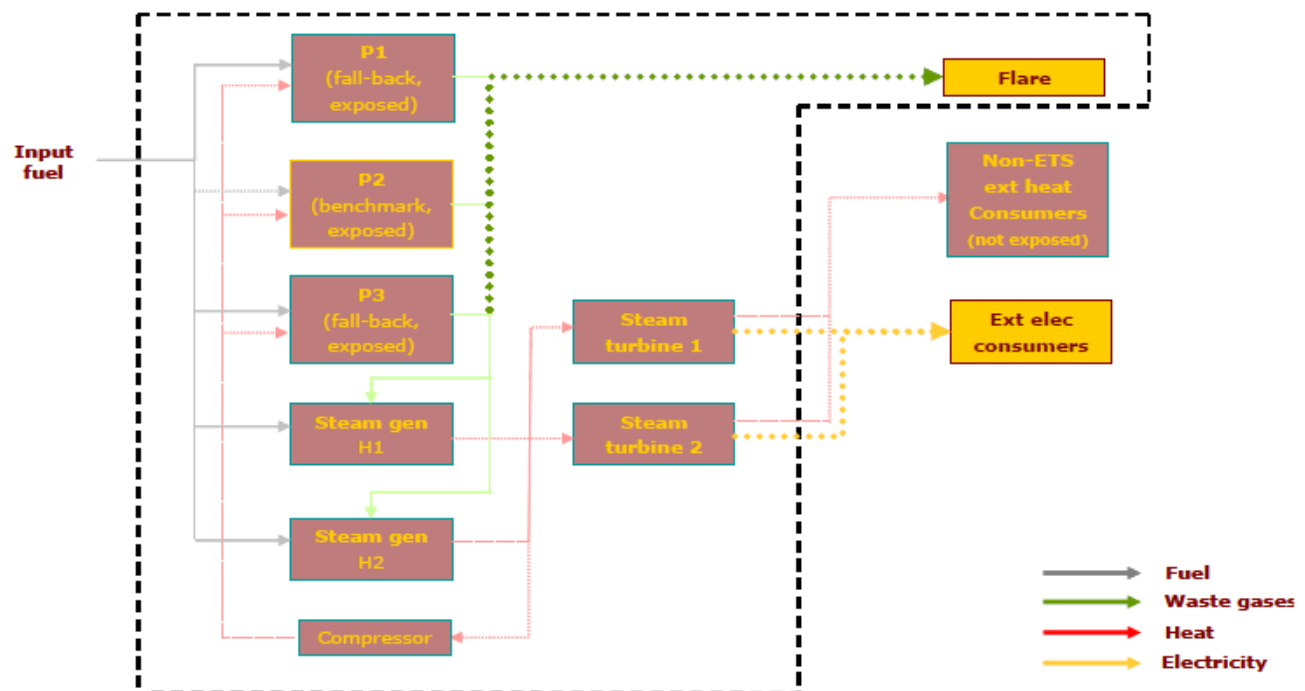 P1
(fall-back,
exposed)
Flare
Input
fuel
P2
(benchmark,
exposed)
Non-ETS
ext heat
Consumers
(not exposed)
P3
(fall-back,
exposed)
Steam
turbine 1
Ext elec
consumers
Steam gen
H1
Steam
turbine 2
Steam gen
H2
Compressor
Fuel
Waste gases
Heat
Electricity